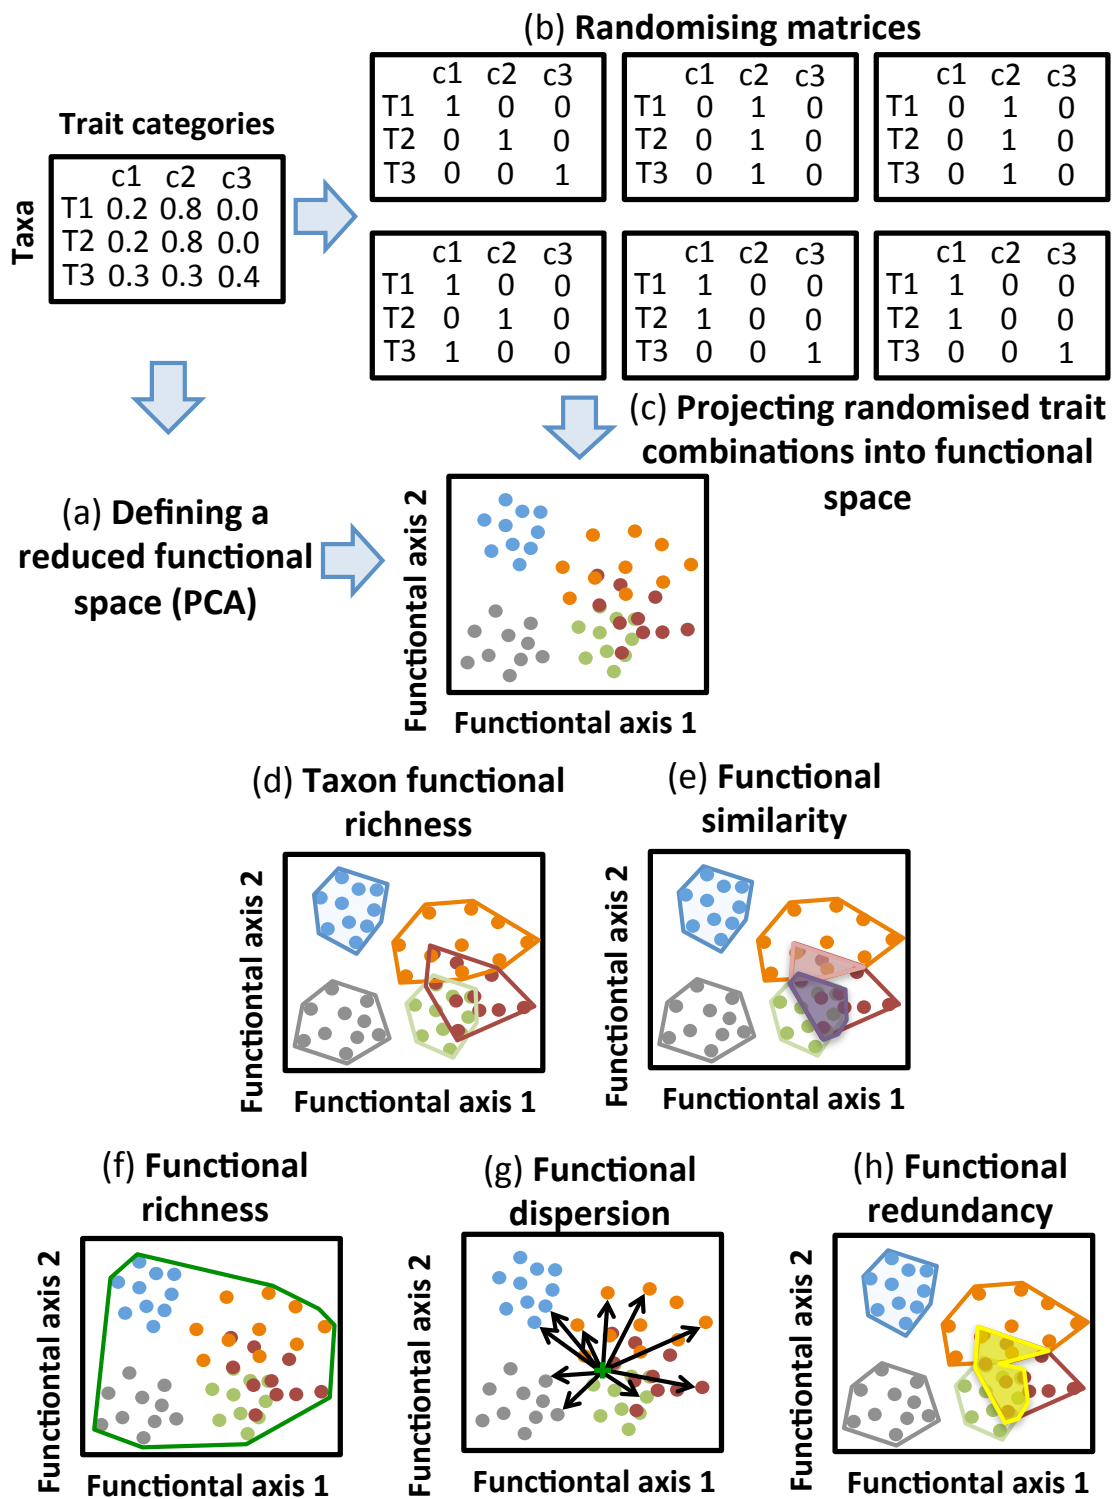 (b) Randomising matrices
c1 c2 c3
T1 1 0 0
T2 0 1 0
T3 0 0 1
c1 c2 c3
T1 0 1 0
T2 0 1 0
T3 0 1 0
c1 c2 c3
T1 0 1 0
T2 0 1 0
T3 0 1 0
Trait categories
Taxa
c1 c2 c3
T1 0.2 0.8 0.0
T2 0.2 0.8 0.0
T3 0.3 0.3 0.4
c1 c2 c3
T1 1 0 0
T2 0 1 0
T3 1 0 0
c1 c2 c3
T1 1 0 0
T2 1 0 0
T3 0 0 1
c1 c2 c3
T1 1 0 0
T2 1 0 0
T3 0 0 1
(c) Projecting randomised trait
combinations into functional
space
(a) Defining a
reduced functional
space (PCA)
Functiontal axis 2
Functiontal axis 1
(d) Taxon functional
richness
Functiontal axis 2
Functiontal axis 1
(e) Functional
similarity
Functiontal axis 2
Functiontal axis 1
(f) Functional
richness
Functiontal axis 2
Functiontal axis 1
(g) Functional
dispersion
Functiontal axis 2
Functiontal axis 1
(h) Functional
redundancy
Functiontal axis 2
Functiontal axis 1